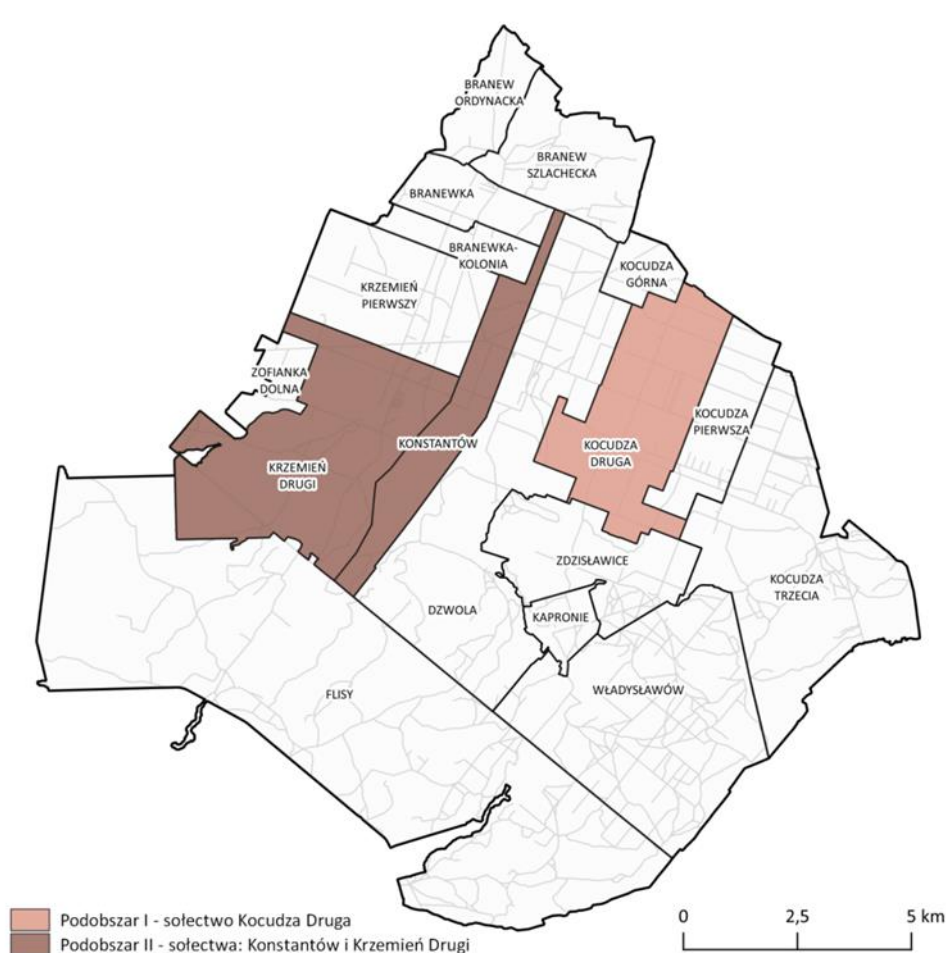 BRANEW
ORDYNACKA
BRANEW
SZLACHECKA
BRANEWKA
BRANEWKA-
KOLONIA
KOCUDZA
GÓRNA
KRZEMIEŃ
PIERWSZY
ZOFIANKA
DOLNA
KOCUDZA
PIERWSZA
KONSTANTÓW
KOCUDZA
DRUGA
KRZEMIEŃ
DRUGI
ZDZISŁAWICE
KOCUDZA
TRZECIA
DZWOLA
KAPRONIE
FLISY
WŁADYSŁAWÓW
Podobszar I - sołectwo Kocudza Druga
Podobszar II - sołectwa: Konstantów i Krzemień Drugi
0 2,5 5 km